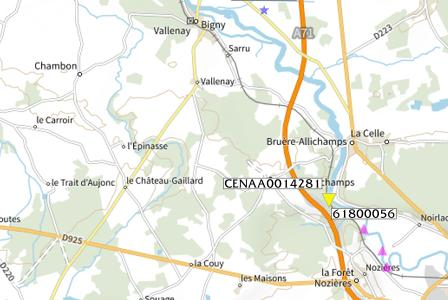 Vallenay
Bigny
A71
D223
Sarru
Chambon
Vallenay
le Carroir
La Celle
l'Épinasse
Bruère-Allichamps
le Trait d'Aujonc
le Château-Gaillard
CENAA0014281
champs
61800056
Noirlac
outes
D925
D220
la Couy
les Maisons
la Forêt
Nozières
Nozières
Souage